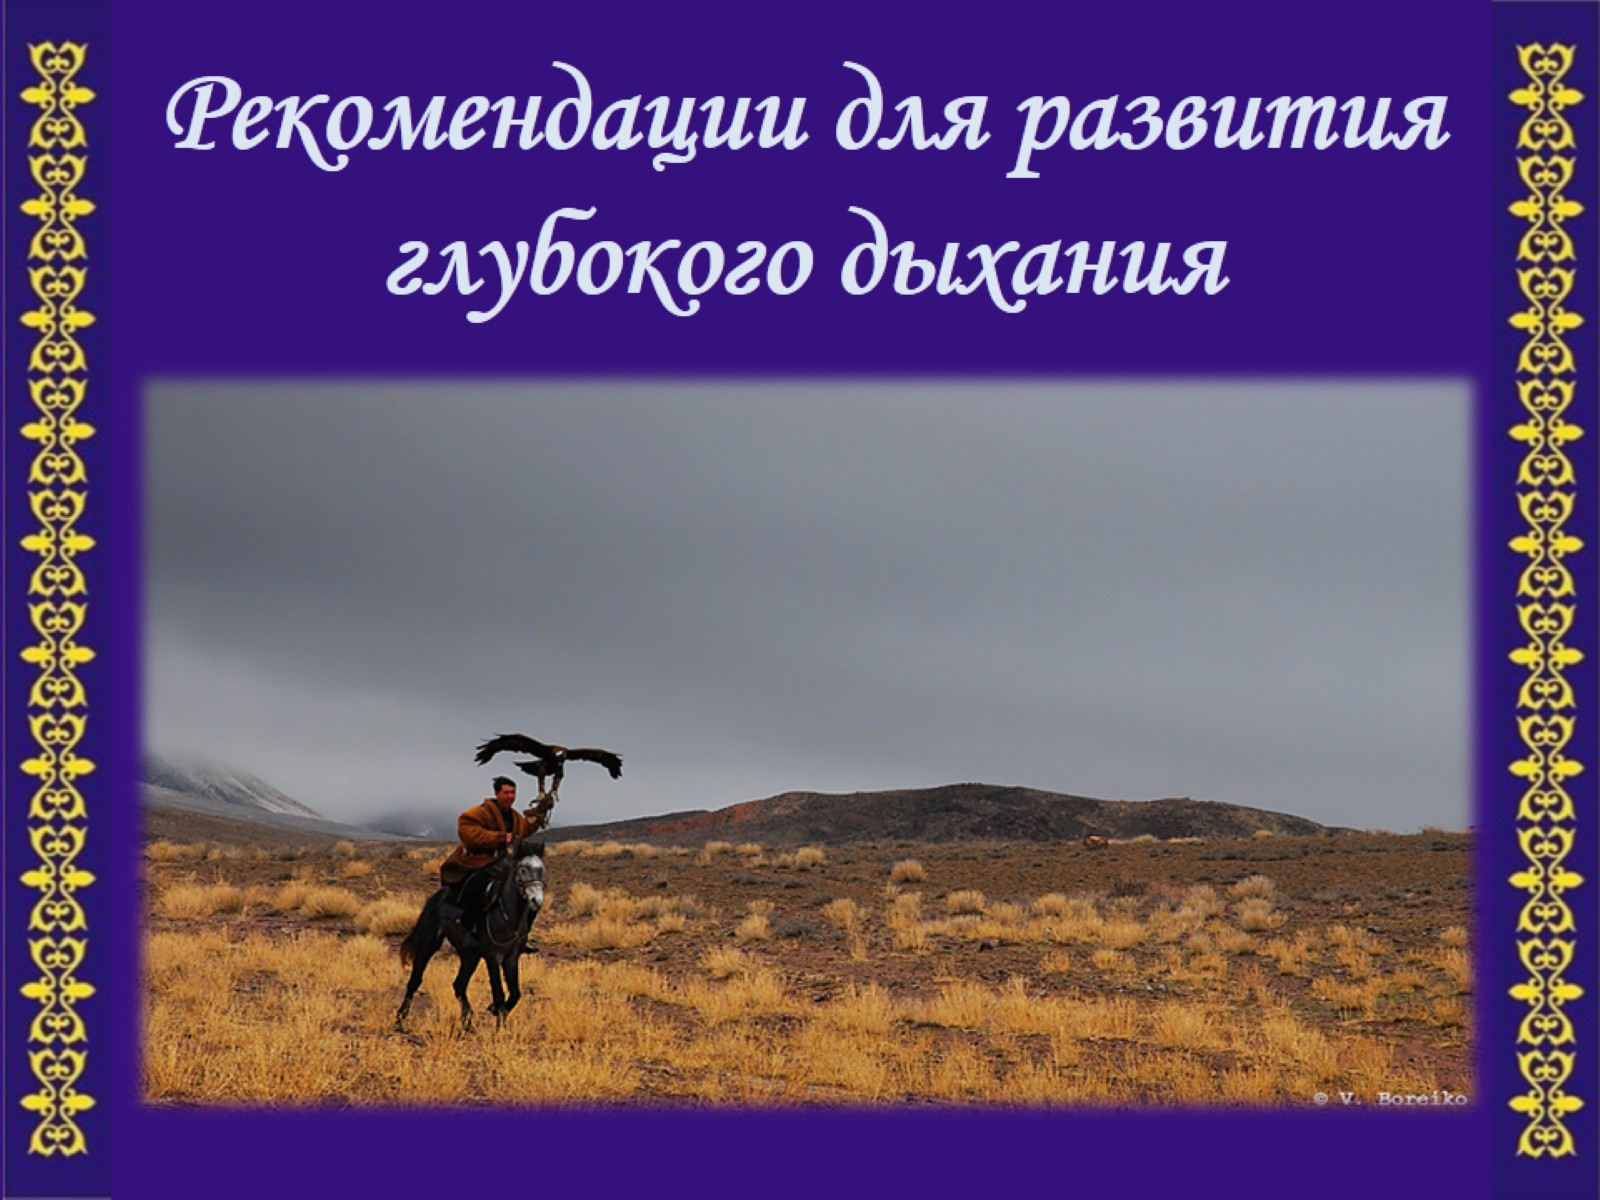 Рекомендации для развития
глубокого дыхания
© V. Boreiko